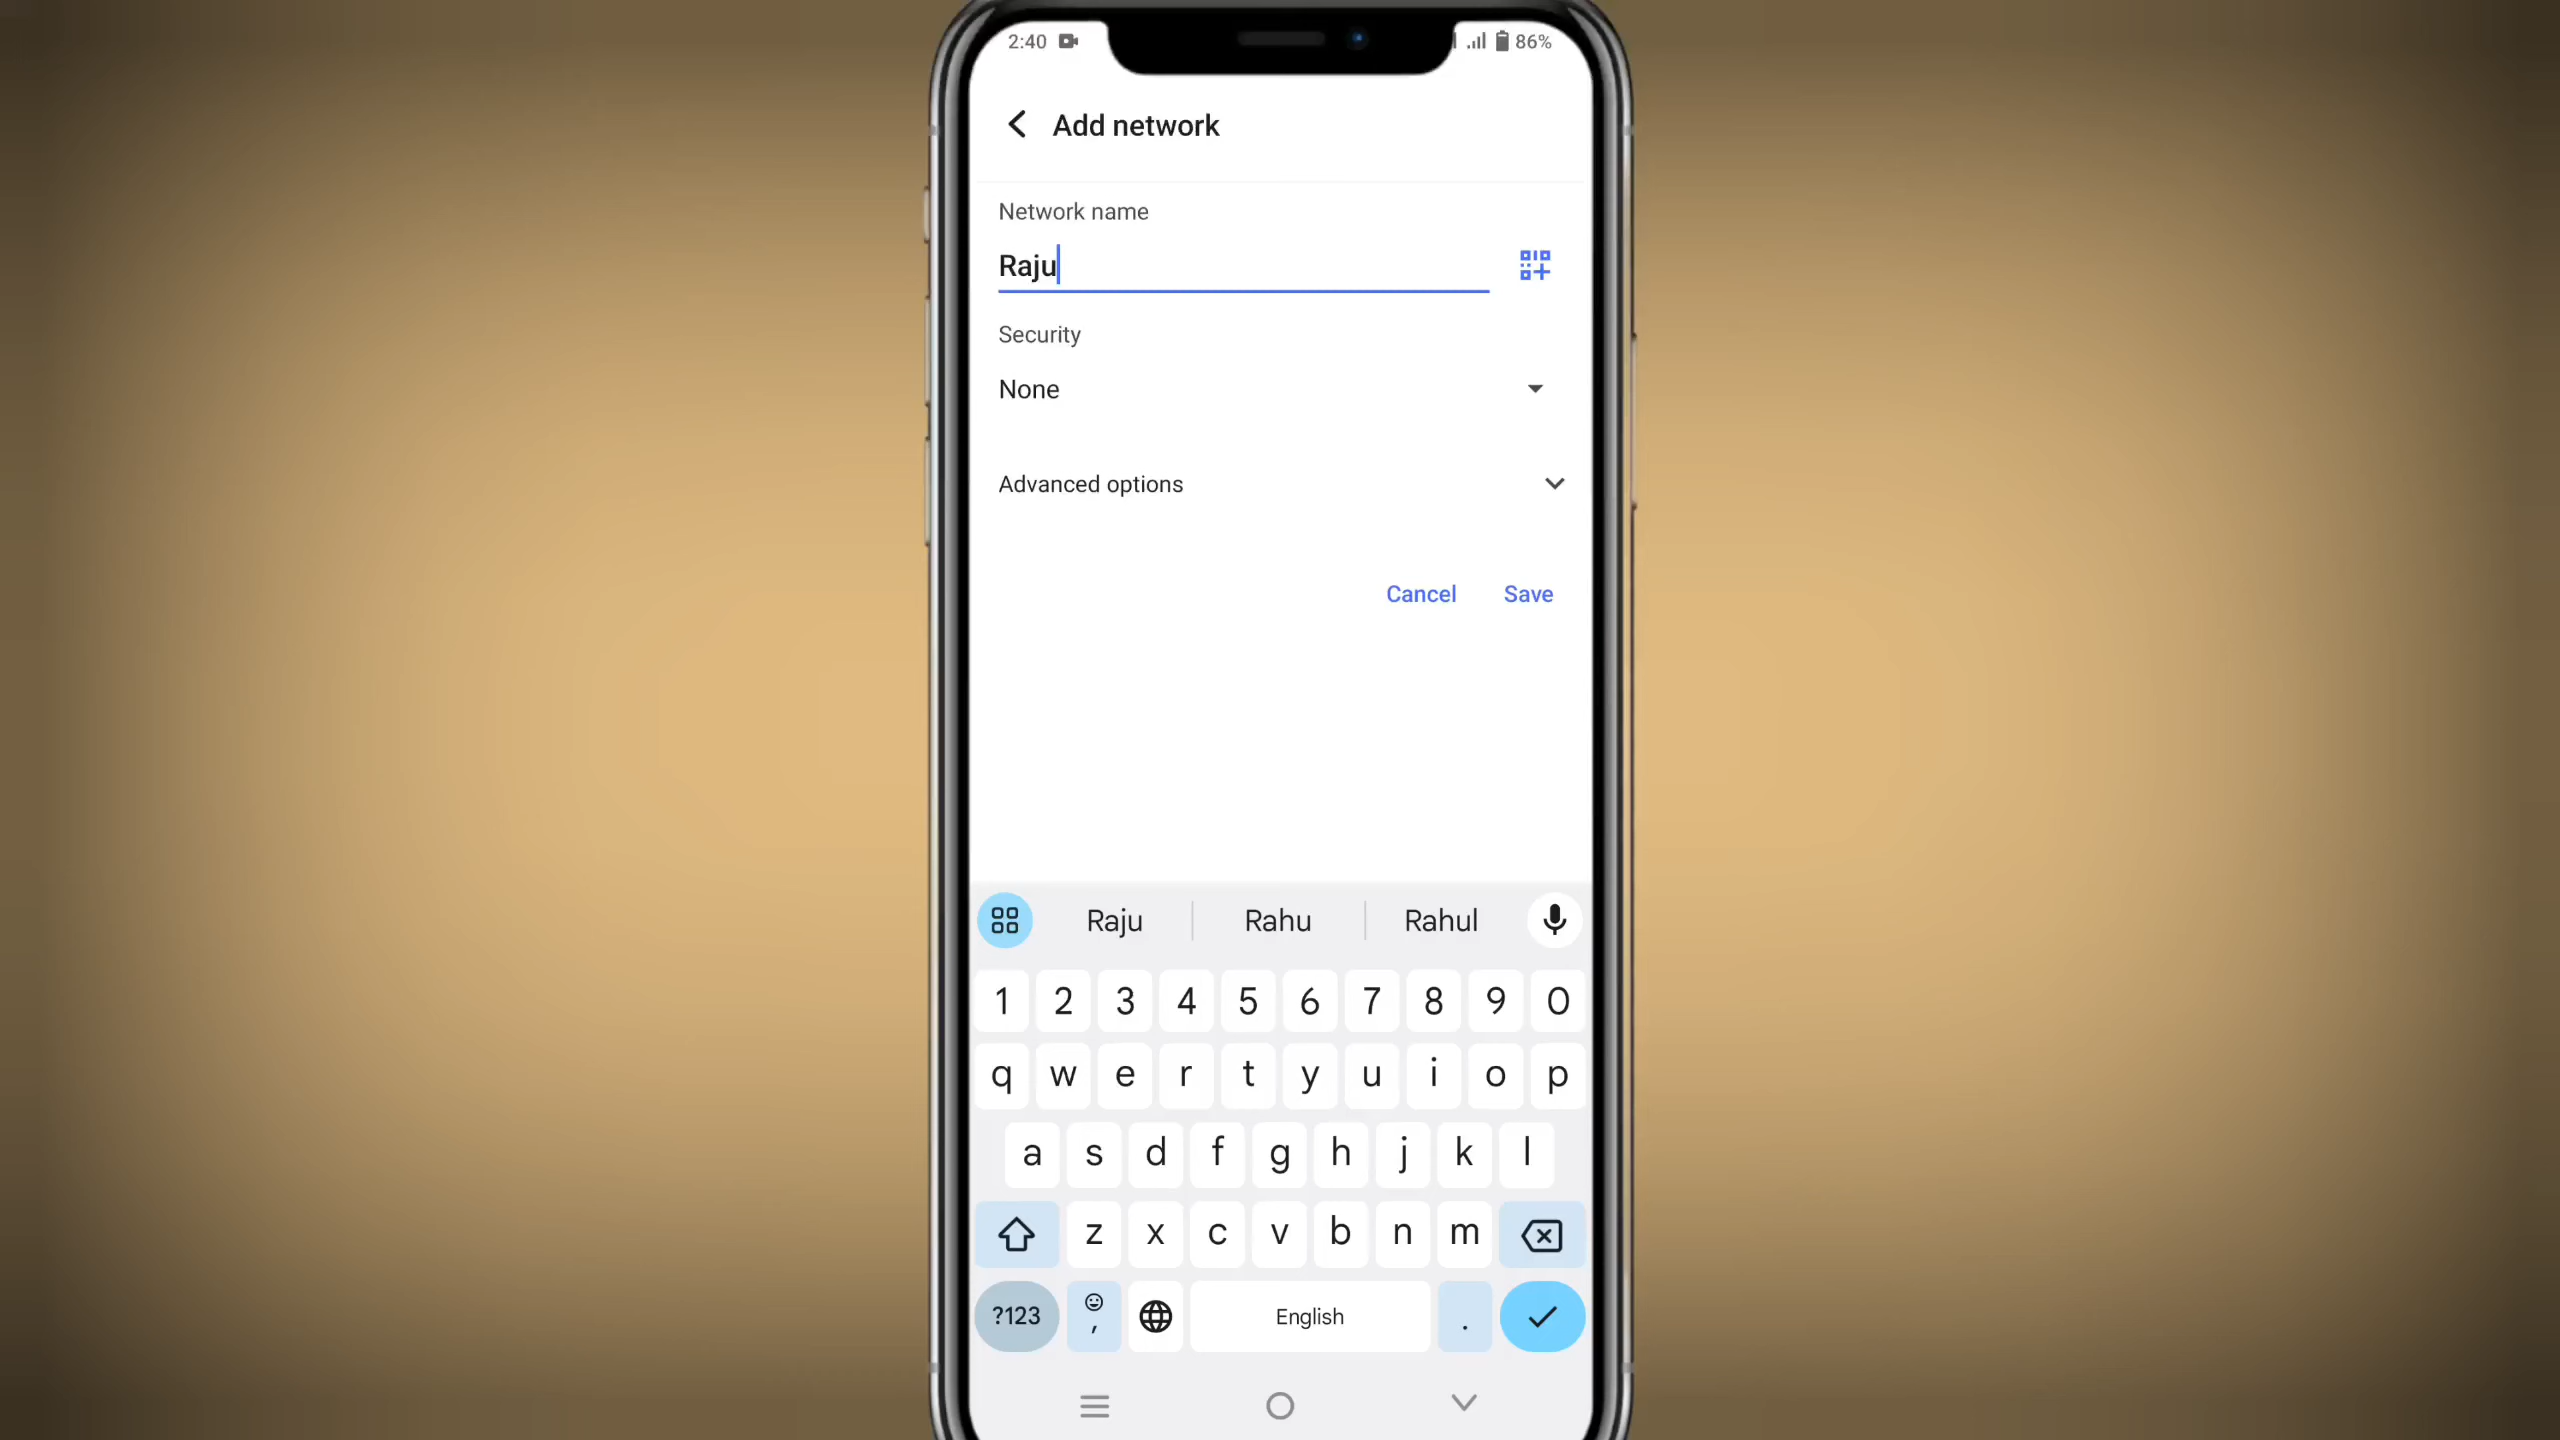 2:40
86%
Add network
Network name
Raju
Security
None
Advanced options
Cancel Save
Raju Rahu Rahul
1 2 3 4 5 6 7 8 9 0
q w e r t y u i o p
a s d f g h j k l
z x c v b n m
?123 , English .